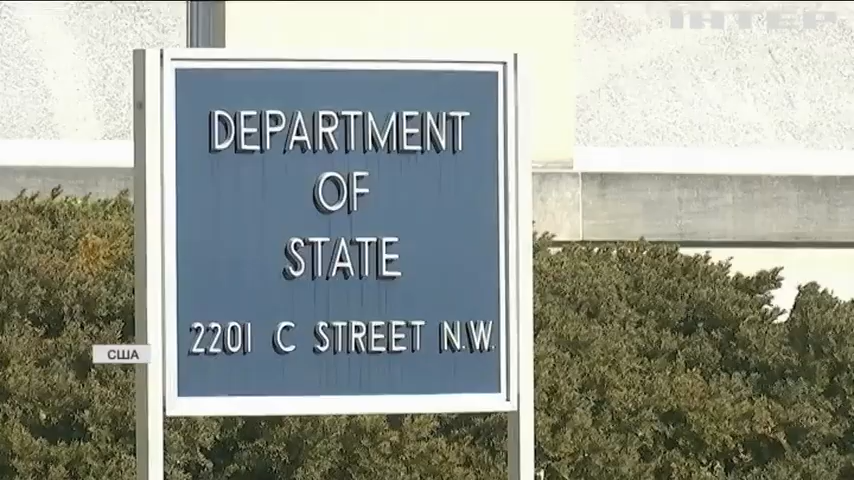 ІНТЕР
DEPARTMENT
OF
STATE
2201 C STREET N.W.
США